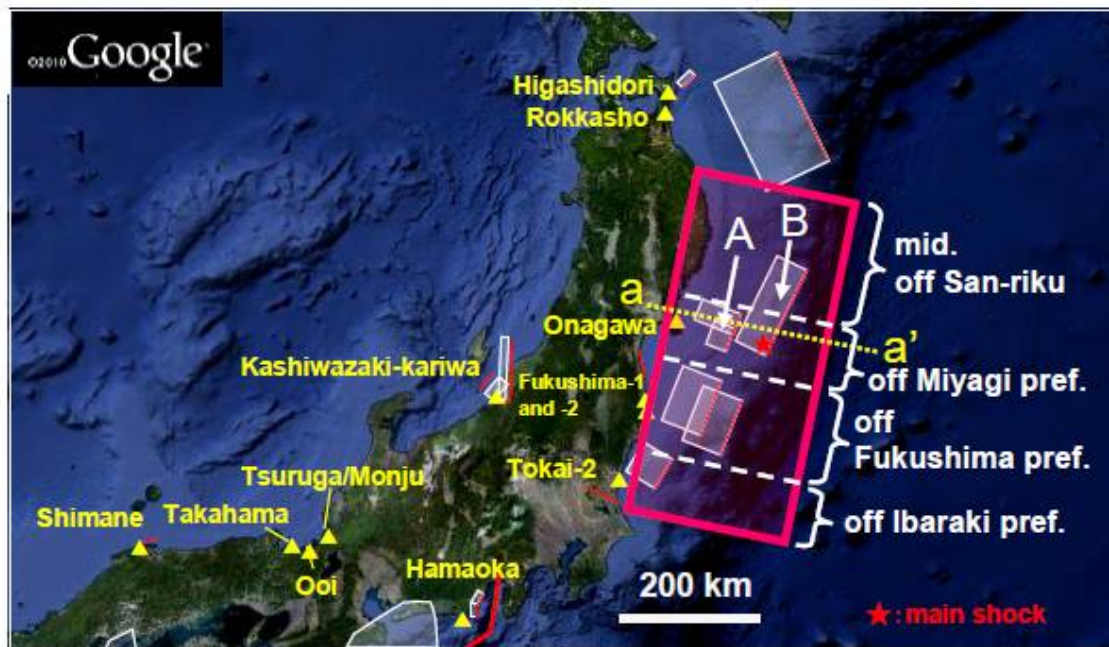 ©2010 Google
Higashidori
Rokkasho
B
A
mid.
off San-riku
a
Onagawa
a'
Kashiwazaki-kariwa
Fukushima-1
and -2
off Miyagi pref.
off
Fukushima pref.
Tokai-2
Tsuruga/Monju
Shimane
Takahama
off Ibaraki pref.
Ooi
Hamaoka
200 km
★: main shock